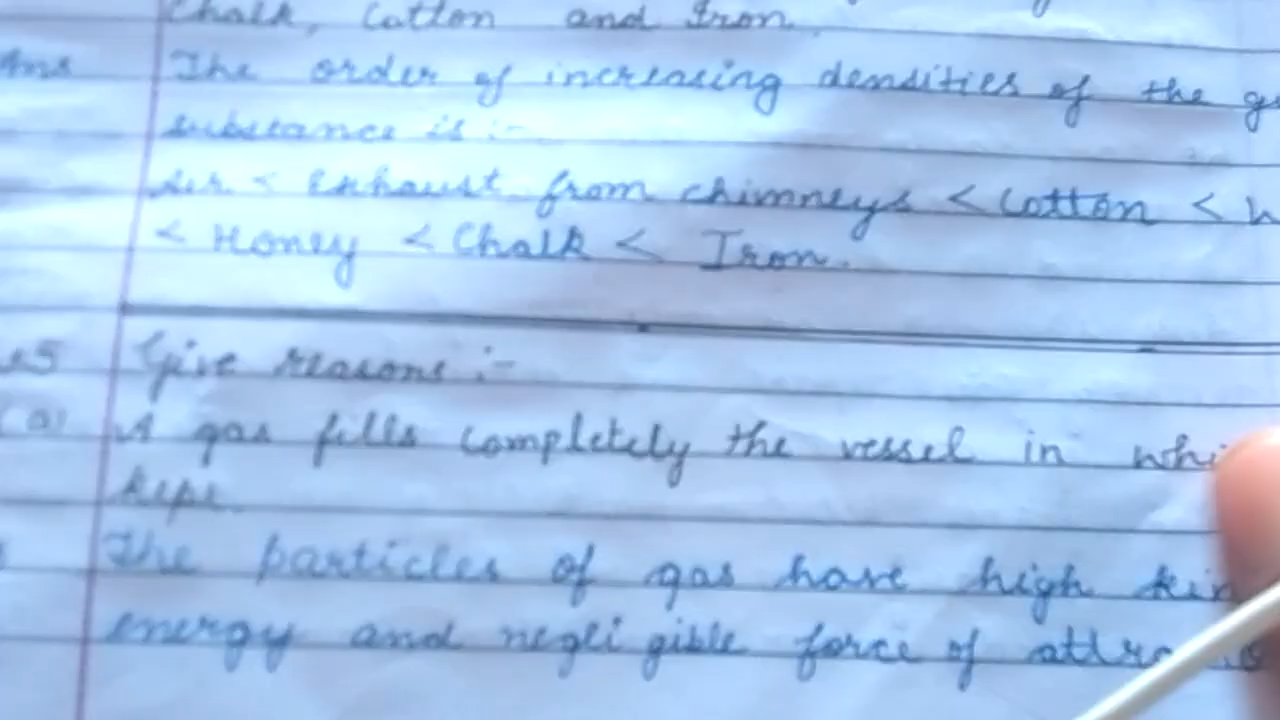 Chalk, Cotton and Iron.
Ans The order of increasing densities of the
substance is :-
Air < Exhaust from chimneys < Cotton <
< Honey < Chalk < Iron.
Give reasons :-
(a) A gas fills completely the vessel in
kept.
The particles of gas have high
energy and negligible force of